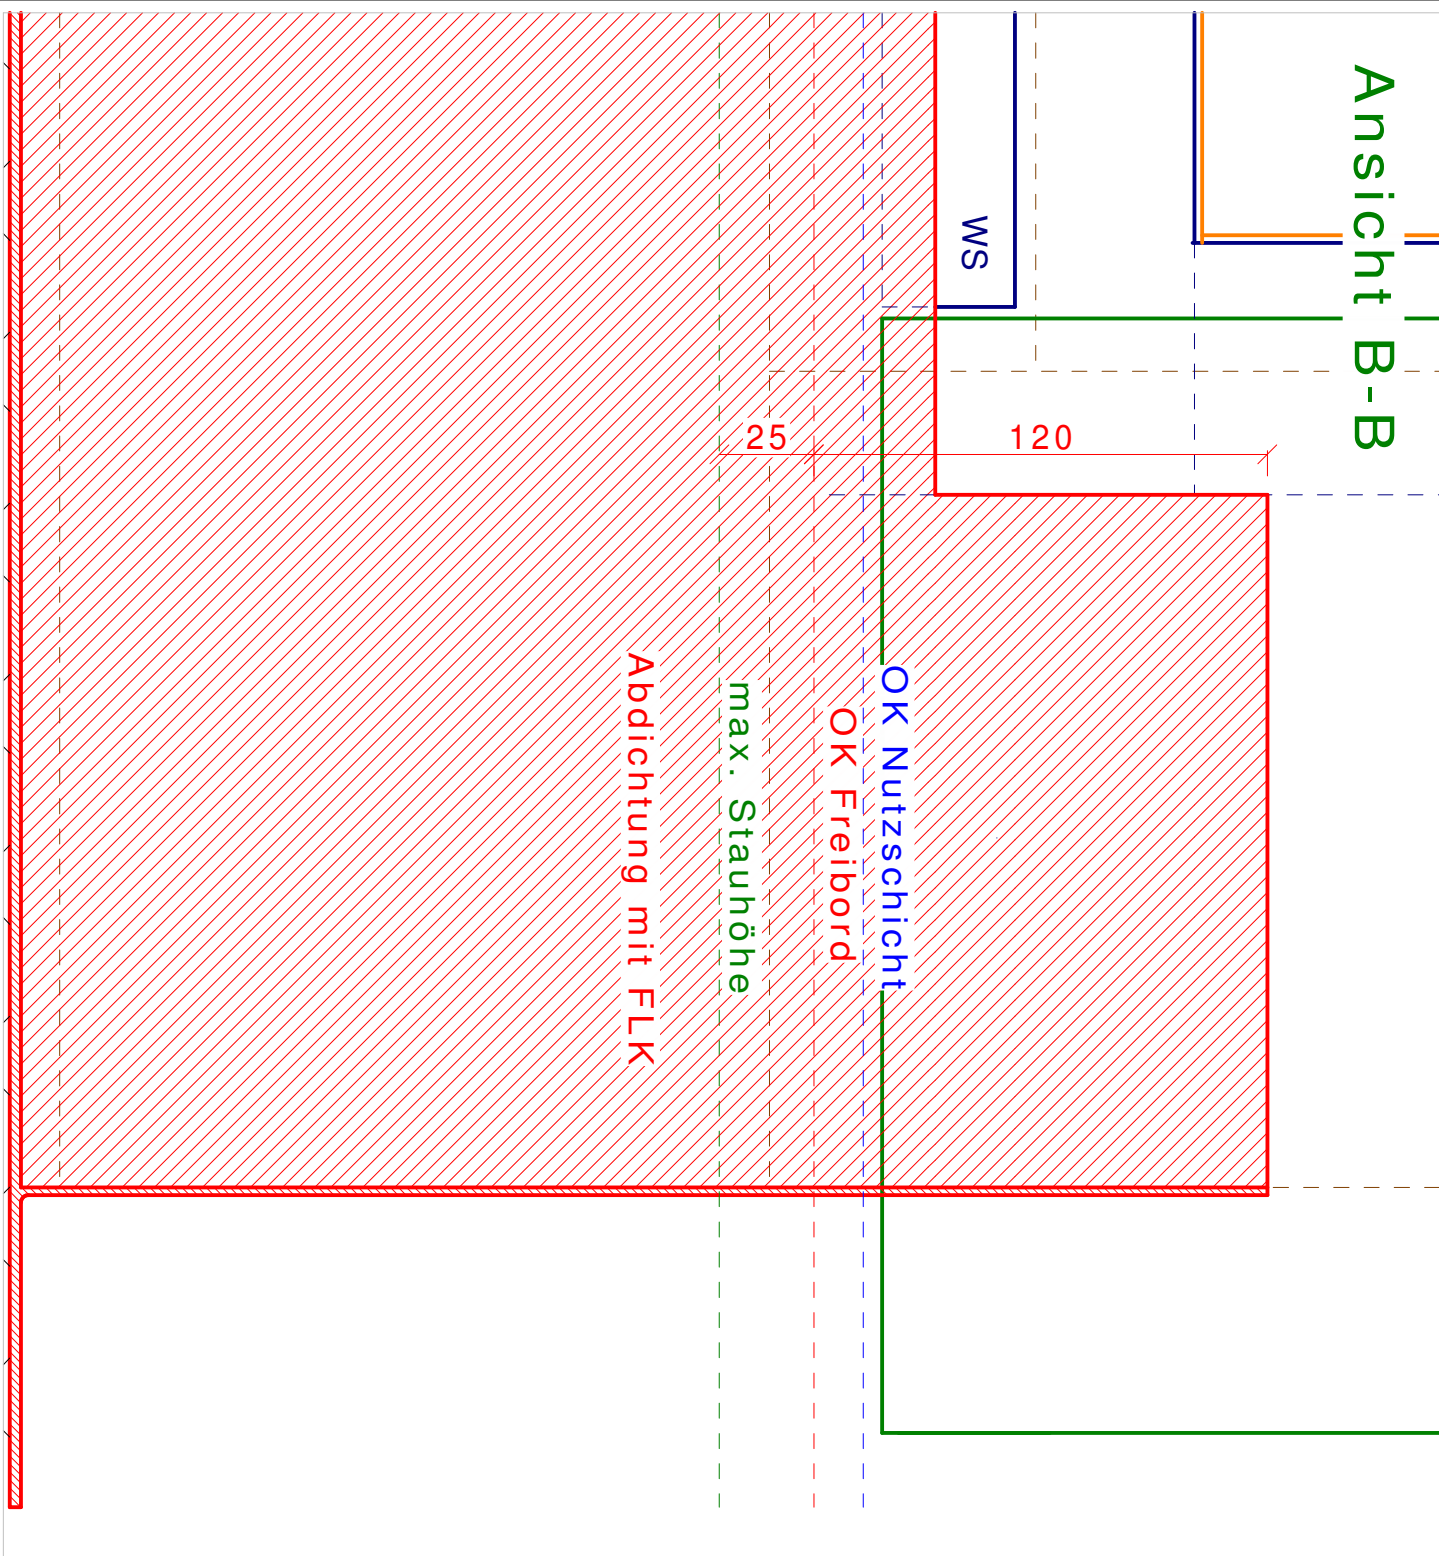 Ansicht B-B
WS
25
120
OK Nutzschicht
OK Freibord
max. Stauhöhe
Abdichtung mit FLK